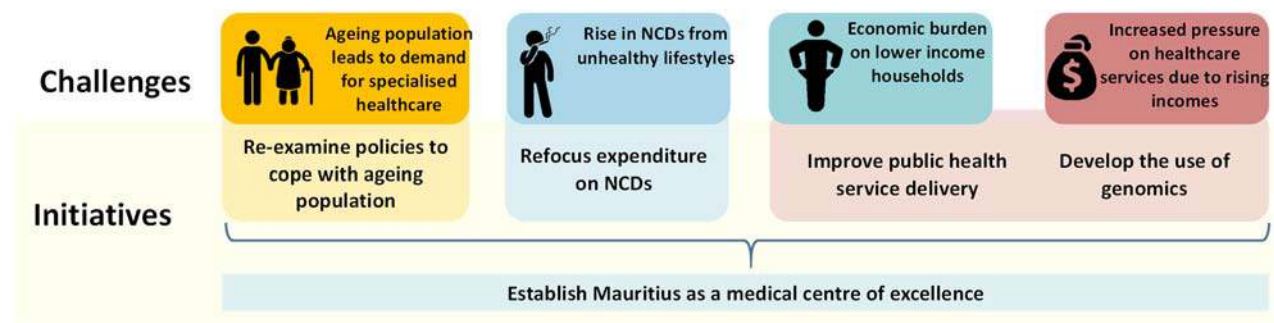 Challenges
Ageing population
leads to demand
for specialised
healthcare
Rise in NCDs from
unhealthy lifestyles
Economic burden
on lower income
households
Increased pressure
on healthcare
services due to rising
incomes
$
Initiatives
Re-examine policies to
cope with ageing
population
Refocus expenditure
on NCDs
Improve public health
service delivery
Develop the use of
genomics
Establish Mauritius as a medical centre of excellence